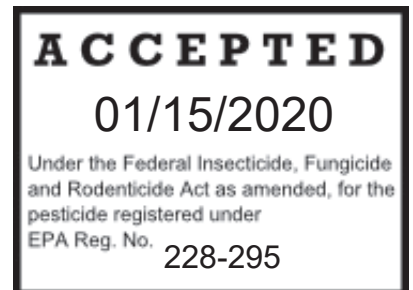 ACCEPTED
01/15/2020
Under the Federal Insecticide, Fungicide
and Rodenticide Act as amended, for the
pesticide registered under
EPA Reg. No. 228-295